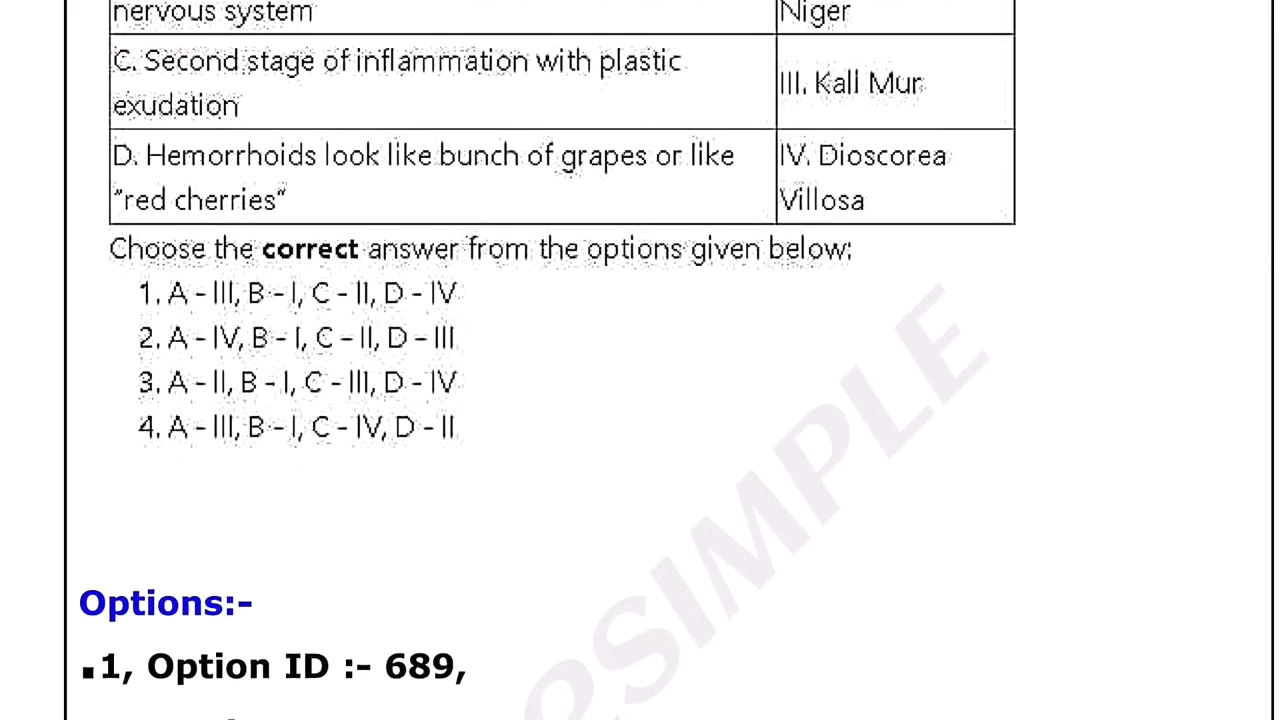 nervous system
Niger
C. Second stage of inflammation with plastic
exudation
III. Kali Mur
D. Hemorrhoids look like bunch of grapes or like
"red cherries"
IV. Dioscorea
Villosa
Choose the correct answer from the options given below:
1. A - III, B - I, C - II, D - IV
2. A - IV, B - I, C - II, D - III
3. A - II, B - I, C - III, D - IV
4. A - III, B - I, C - IV, D - II
Options:-
1, Option ID :- 689,
eSIMPLE